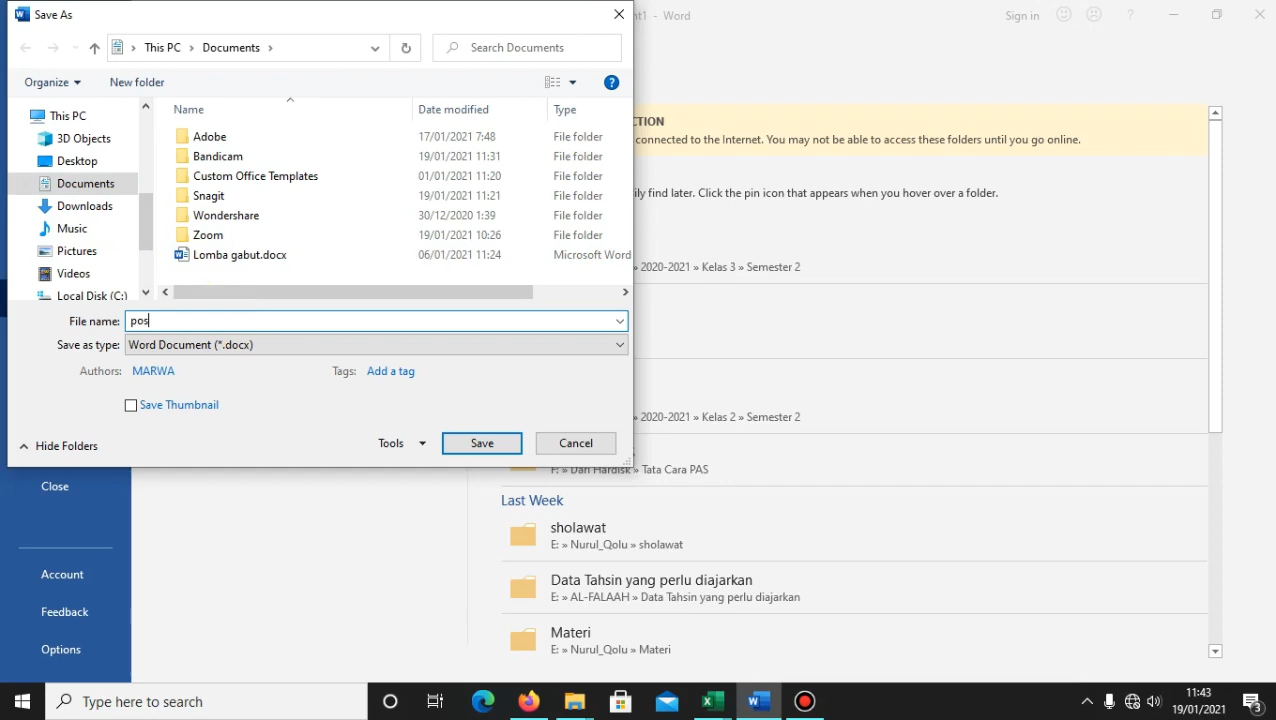 Save As
nt1 - Word
Sign in
?
This PC
Documents
Search Documents
Organize
New folder
?
This PC
3D Objects
Desktop
Documents
Downloads
Music
Pictures
Videos
Local Disk (C:)
Name
Date modified
Type
Adobe
17/01/2021 7:48
File folder
Bandicam
19/01/2021 11:31
File folder
Custom Office Templates
01/01/2021 11:20
File folder
Snagit
19/01/2021 11:21
File folder
Wondershare
30/12/2020 1:39
File folder
Zoom
19/01/2021 10:26
File folder
Lomba gabut.docx
06/01/2021 11:24
Microsoft Word
File name: pos
Save as type: Word Document (*.docx)
Authors: MARWA
Tags: Add a tag
Save Thumbnail
Hide Folders
Tools
Save
Cancel
CTION
connected to the Internet. You may not be able to access these folders until you go online.
ily find later. Click the pin icon that appears when you hover over a folder.
» 2020-2021 » Kelas 3 » Semester 2
» 2020-2021 » Kelas 2 » Semester 2
F: » Dari Hardisk » Tata Cara PAS
Last Week
sholawat
E: » Nurul_Qolu » sholawat
Data Tahsin yang perlu diajarkan
E: » AL-FALAAH » Data Tahsin yang perlu diajarkan
Materi
E: » Nurul_Qolu » Materi
Close
Account
Feedback
Options
Type here to search
11:43
19/01/2021
3